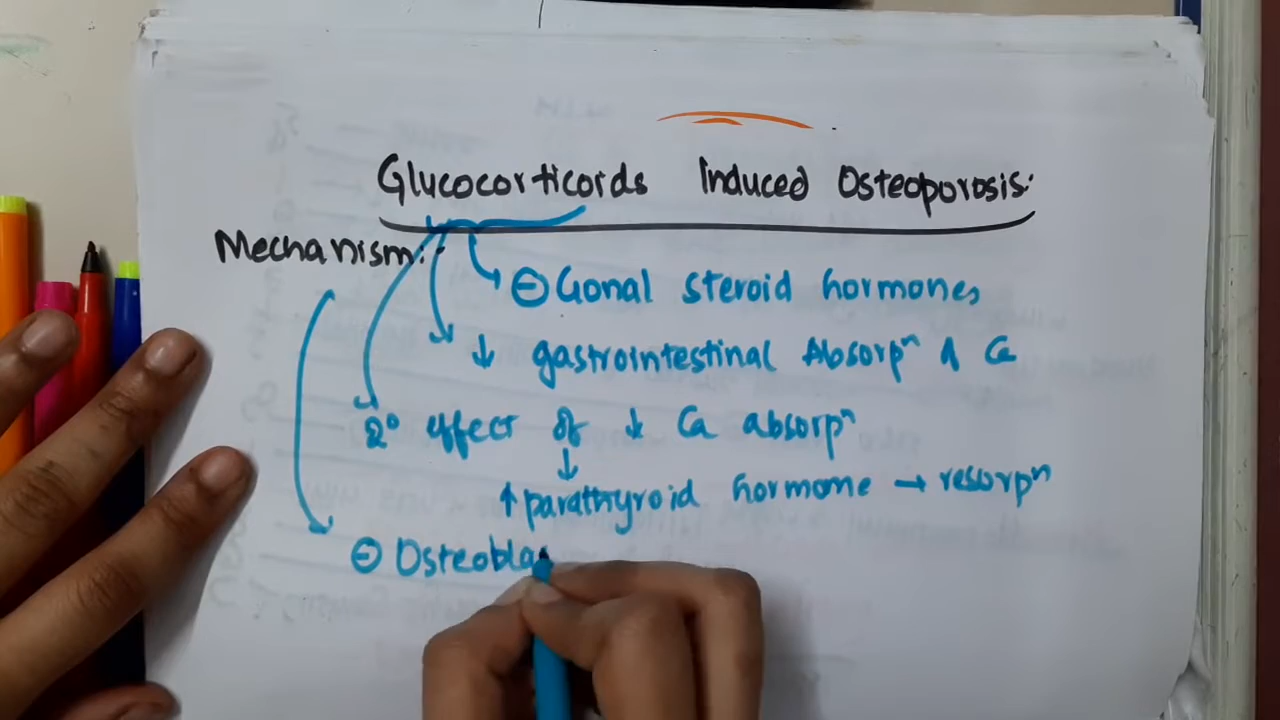 Glucocorticoids Induced Osteoporosis:
Mechanism:-
⊖ Gonal steroid hormones
↓ gastrointestinal Absorpⁿ of Ca
2° effect of ↓ Ca absorpⁿ
↓
↑ parathyroid hormone → resorpⁿ
⊖ Osteobla